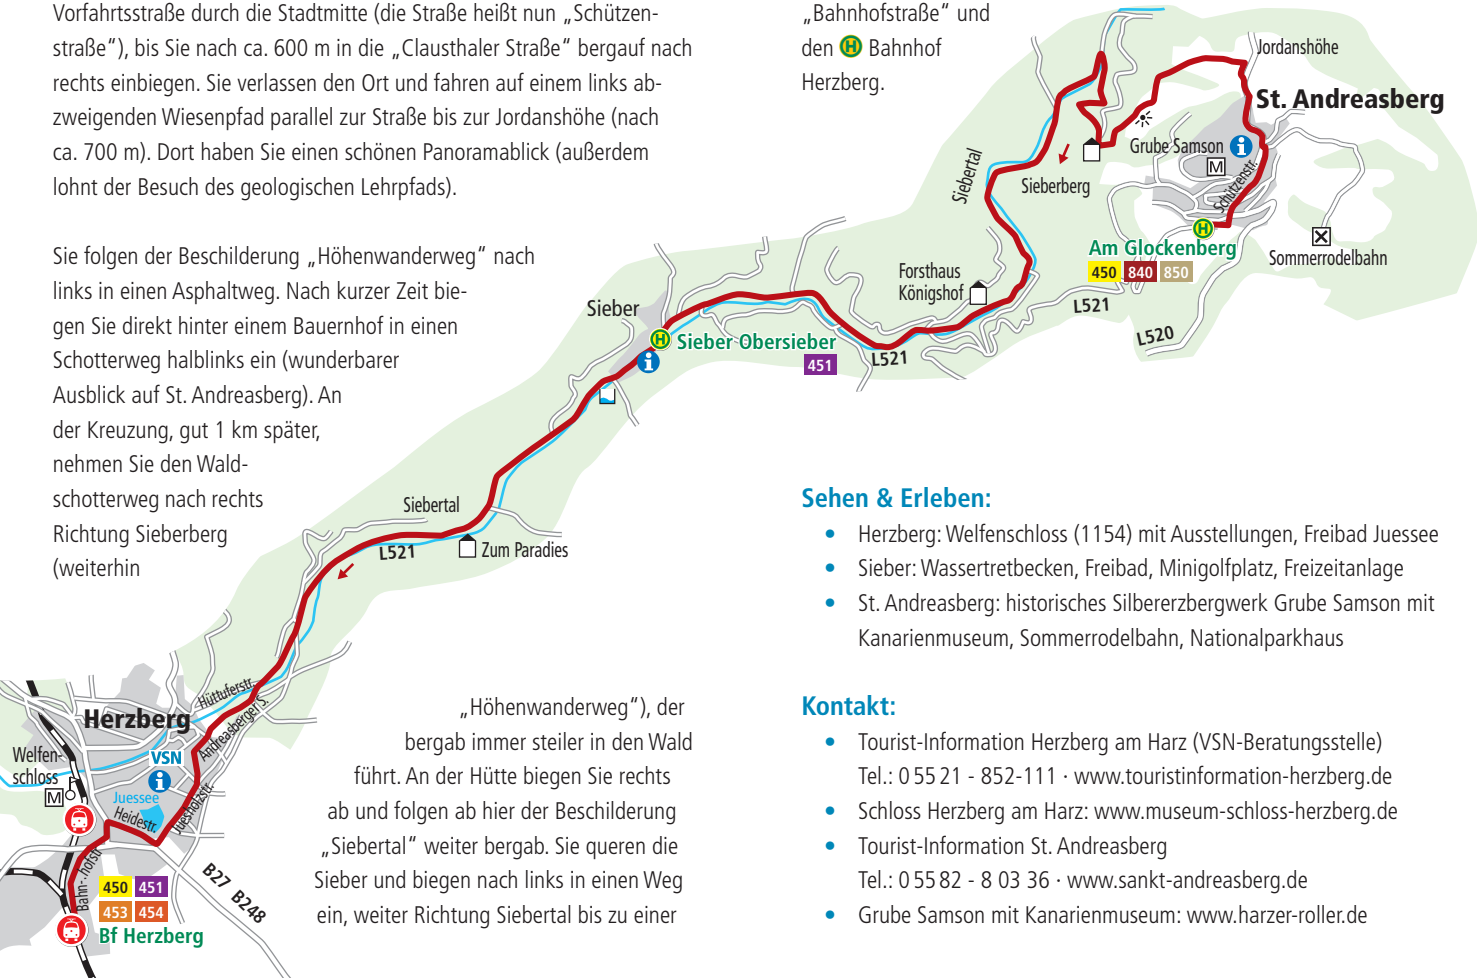 Vorfahrtsstraße durch die Stadtmitte (die Straße heißt nun „Schützen-
straße“), bis Sie nach ca. 600 m in die „Clausthaler Straße“ bergauf nach
rechts einbiegen. Sie verlassen den Ort und fahren auf einem links ab-
zweigenden Wiesenpfad parallel zur Straße bis zur Jordanshöhe (nach
ca. 700 m). Dort haben Sie einen schönen Panoramablick (außerdem
lohnt der Besuch des geologischen Lehrpfads).
Sie folgen der Beschilderung „Höhenwanderweg“ nach
links in einen Asphaltweg. Nach kurzer Zeit bie-
gen Sie direkt hinter einem Bauernhof in einen
Schotterweg halblinks ein (wunderbarer
Ausblick auf St. Andreasberg). An
der Kreuzung, gut 1 km später,
nehmen Sie den Wald-
schotterweg nach rechts
Richtung Sieberberg
(weiterhin
„Höhenwanderweg“), der
bergab immer steiler in den Wald
führt. An der Hütte biegen Sie rechts
ab und folgen ab hier der Beschilderung
„Siebertal“ weiter bergab. Sie queren die
Sieber und biegen nach links in einen Weg
ein, weiter Richtung Siebertal bis zu einer
„Bahnhofstraße“ und
den H Bahnhof
Herzberg.
Jordanshöhe
St. Andreasberg
Grube Samson i
M
Schützenstr.
Sieberberg
Siebertal
H
Am Glockenberg
450 840 850
Sommerrodelbahn
Forsthaus
Königshof
L521
L520
Sieber
H Sieber Obersieber
i
451
L521
Siebertal
Zum Paradies
L521
Hüttuferstr.
Andreasberger S.
Herzberg
Welfen-
schloss
M
VSN
i
Juessee
Heidestr.
Juesholzstr.
Bahn-
hofstr.
B27 B248
450 451
453 454
Bf Herzberg
Sehen & Erleben:
• Herzberg: Welfenschloss (1154) mit Ausstellungen, Freibad Juessee
• Sieber: Wassertretbecken, Freibad, Minigolfplatz, Freizeitanlage
• St. Andreasberg: historisches Silbererzbergwerk Grube Samson mit
Kanarienmuseum, Sommerrodelbahn, Nationalparkhaus
Kontakt:
• Tourist-Information Herzberg am Harz (VSN-Beratungsstelle)
Tel.: 0 55 21 - 852-111 · www.touristinformation-herzberg.de
• Schloss Herzberg am Harz: www.museum-schloss-herzberg.de
• Tourist-Information St. Andreasberg
Tel.: 0 55 82 - 8 03 36 · www.sankt-andreasberg.de
• Grube Samson mit Kanarienmuseum: www.harzer-roller.de